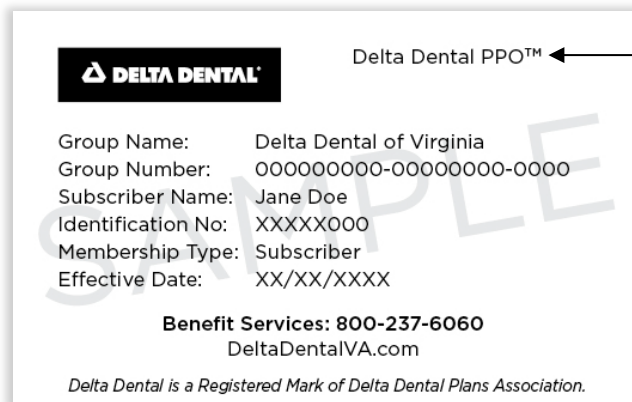 DELTA DENTAL®
Delta Dental PPO™
Group Name: Delta Dental of Virginia
Group Number: 000000000-00000000-0000
Subscriber Name: Jane Doe
Identification No: XXXXX000
Membership Type: Subscriber
Effective Date: XX/XX/XXXX
SAMPLE
Benefit Services: 800-237-6060
DeltaDentalVA.com
Delta Dental is a Registered Mark of Delta Dental Plans Association.